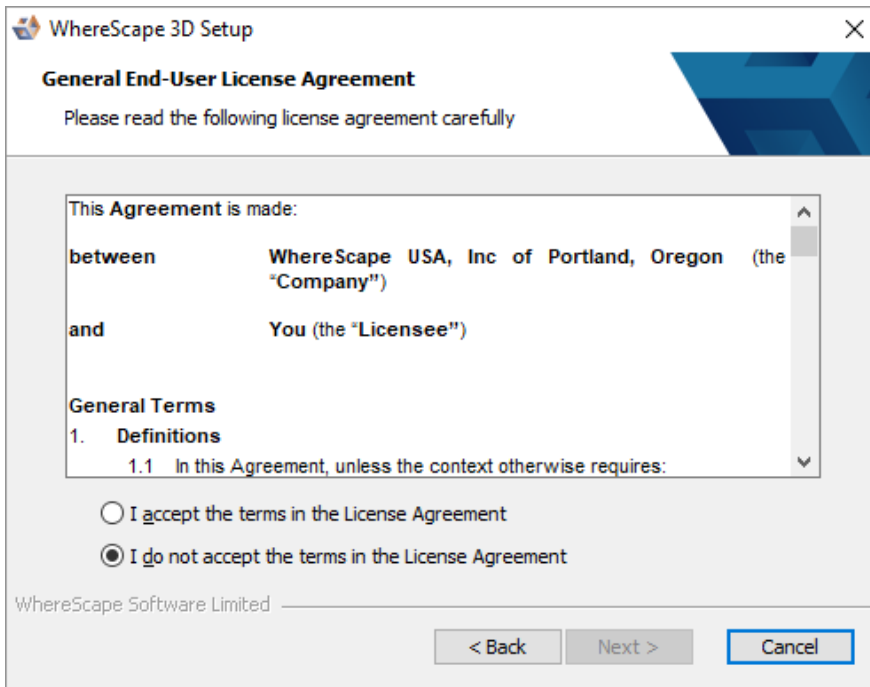 WhereScape 3D Setup
General End-User License Agreement
Please read the following license agreement carefully
This Agreement is made:
between WhereScape USA, Inc of Portland, Oregon (the
“Company”)
and You (the “Licensee”)
General Terms
1. Definitions
1.1 In this Agreement, unless the context otherwise requires:
I accept the terms in the License Agreement
I do not accept the terms in the License Agreement
WhereScape Software Limited
< Back Next > Cancel